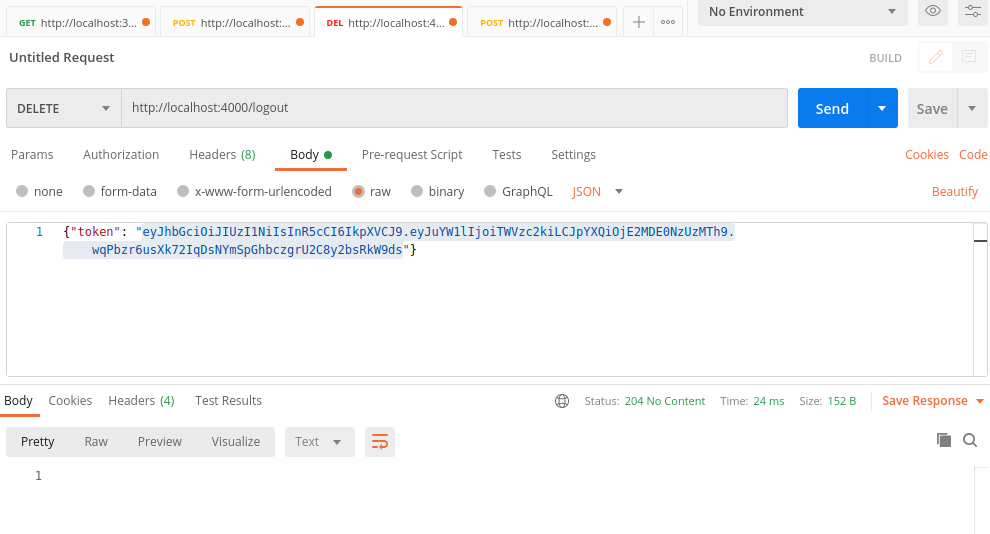 GET http://localhost:3... POST http://localhost:... DEL http://localhost:4... POST http://localhost:... No Environment
Untitled Request BUILD
DELETE http://localhost:4000/logout Send Save
Params Authorization Headers (8) Body Pre-request Script Tests Settings Cookies Code
none form-data x-www-form-urlencoded raw binary GraphQL JSON Beautify
1 {"token": "eyJhbGciOiJIUzI1NiIsInR5cCI6IkpXVCJ9.eyJuYW1lIjoiTWVzc2kiLCJpYXQiOjE2MDE0NzUzMTh9.
wqPbzr6usXk72IqDsNYmSpGhbczgrU2C8y2bsRkW9ds"}
Body Cookies Headers (4) Test Results Status: 204 No Content Time: 24 ms Size: 152 B Save Response
Pretty Raw Preview Visualize Text
1